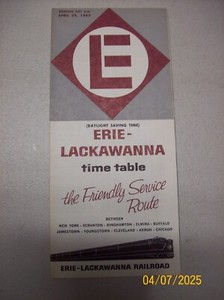 EFFECTIVE 2:01 A.M.
APRIL 28, 1963
E
(DAYLIGHT SAVING TIME)
ERIE-
LACKAWANNA
time table
the Friendly Service
Route
BETWEEN
NEW YORK - SCRANTON - BINGHAMTON - ELMIRA - BUFFALO
JAMESTOWN - YOUNGSTOWN - CLEVELAND - AKRON - CHICAGO
ERIE-LACKAWANNA RAILROAD
04/07/2025